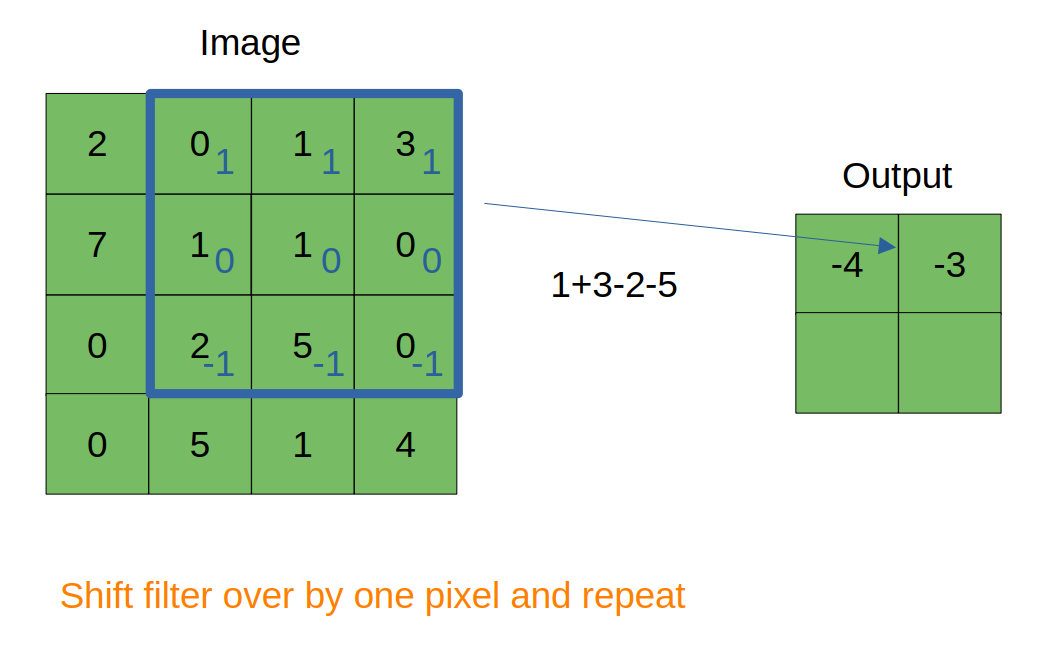 Image
2 0 1 1 1 3 1
7 1 0 1 0 0 0
0 2 -1 5 -1 0 -1
0 5 1 4
Output
-4 -3
1+3-2-5
Shift filter over by one pixel and repeat